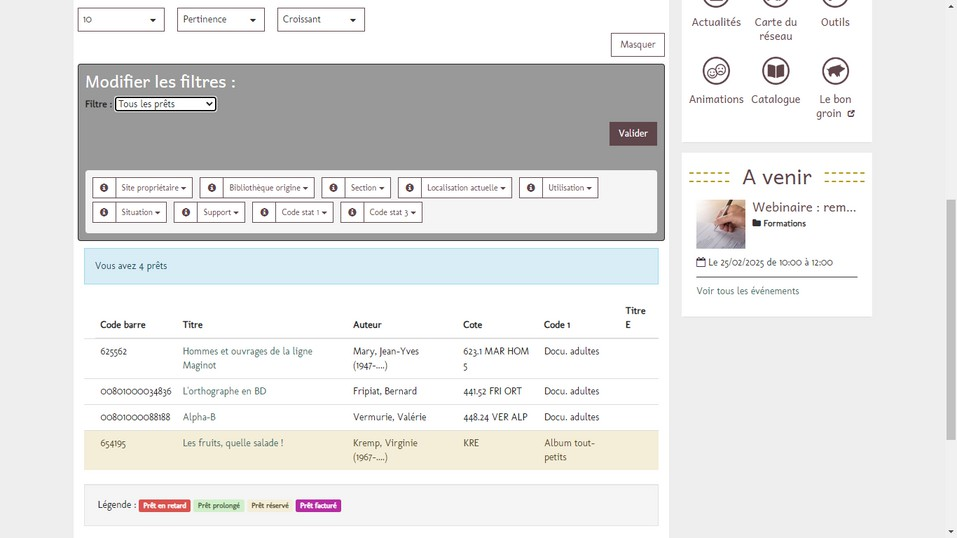 10
Pertinence
Croissant
Masquer
Modifier les filtres :
Filtre : Tous les prêts
Valider
Site propriétaire
Bibliothèque origine
Section
Localisation actuelle
Utilisation
Situation
Support
Code stat 1
Code stat 3
Vous avez 4 prêts
Code barre Titre Auteur Cote Code 1 Titre E
625562 Hommes et ouvrages de la ligne Maginot Mary, Jean-Yves (1947-....) 623.1 MAR HOM 5 Docu. adultes
00801000034836 L'orthographe en BD Fripiat, Bernard 441.52 FRI ORT Docu. adultes
00801000088188 Alpha-B Vermurie, Valérie 448.24 VER ALP Docu. adultes
654195 Les fruits, quelle salade ! Kremp, Virginie (1967-....) KRE Album tout-petits
Légende : Prêt en retard Prêt prolongé Prêt réservé Prêt facturé
Actualités
Carte du réseau
Outils
Animations
Catalogue
Le bon groin
A venir
Webinaire : rem...
Formations
Le 25/02/2025 de 10:00 à 12:00
Voir tous les événements